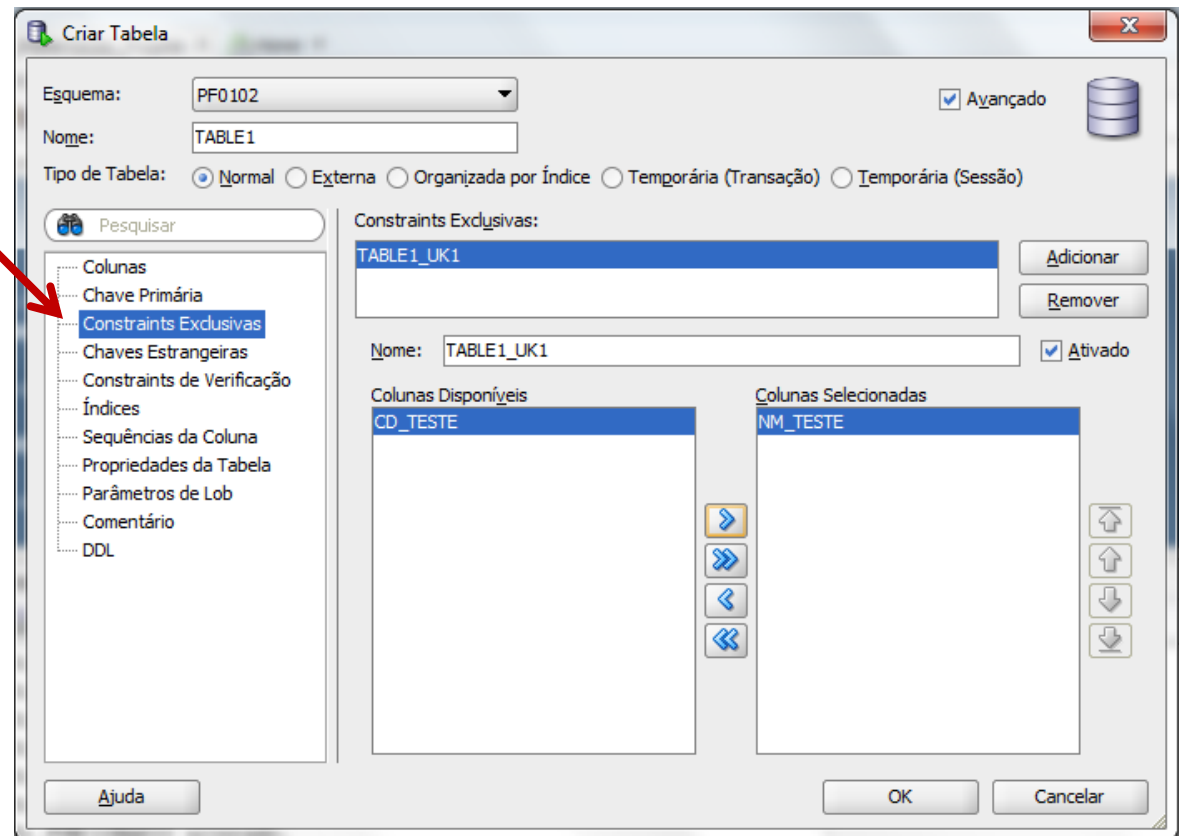 Criar Tabela
Esquema: PF0102 Avançado
Nome: TABLE1
Tipo de Tabela: Normal Externa Organizada por Índice Temporária (Transação) Temporária (Sessão)
Pesquisar
Colunas
Chave Primária
Constraints Exclusivas
Chaves Estrangeiras
Constraints de Verificação
Índices
Sequências da Coluna
Propriedades da Tabela
Parâmetros de Lob
Comentário
DDL
Constraints Exclusivas:
TABLE1_UK1
Adicionar
Remover
Nome: TABLE1_UK1 Ativado
Colunas Disponíveis
CD_TESTE
Colunas Selecionadas
NM_TESTE
Ajuda OK Cancelar